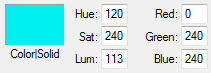 Hue: 120 Red: 0
Sat: 240 Green: 240
Color|Solid Lum: 113 Blue: 240